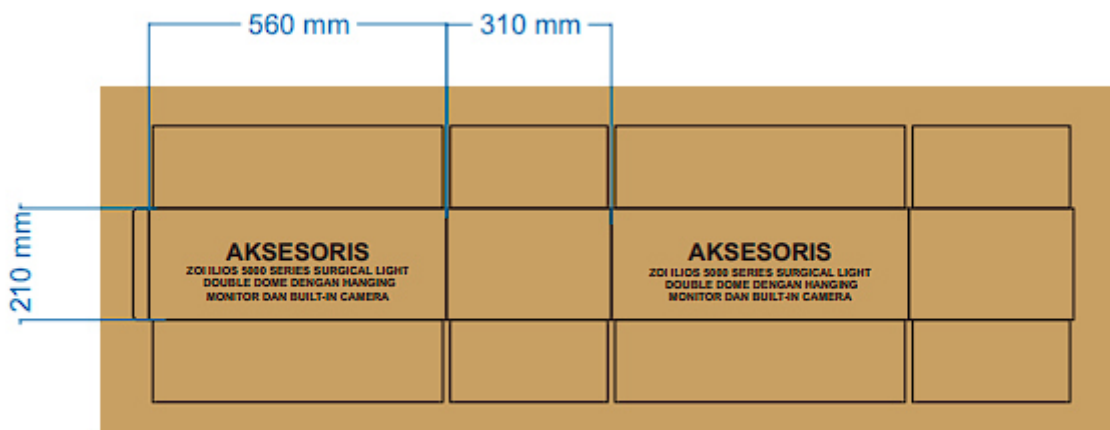 560 mm 310 mm
210 mm
AKSESORIS
ZOI ILIOS 5000 SERIES SURGICAL LIGHT
DOUBLE DOME DENGAN HANGING
MONITOR DAN BUILT-IN CAMERA
AKSESORIS
ZOI ILIOS 5000 SERIES SURGICAL LIGHT
DOUBLE DOME DENGAN HANGING
MONITOR DAN BUILT-IN CAMERA